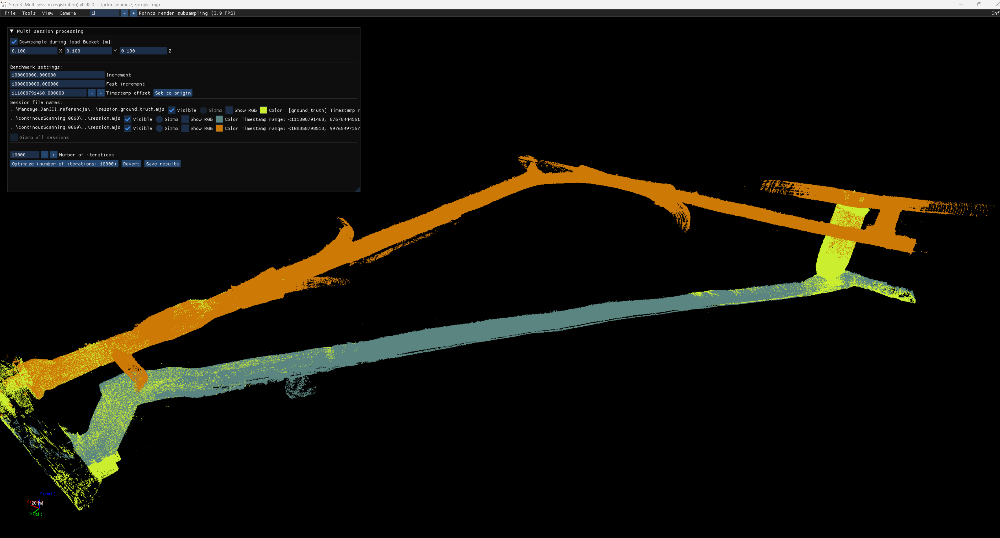 Step 3 (Multi session registration) v0.92.0 - ..\artur-adamek\..\project.mjp
File Tools View Camera 1 - + Points render subsampling (3.9 FPS) Inf
Multi session processing
Downsample during load Bucket [m]:
0.100 X 0.100 Y 0.100 Z
Benchmark settings:
100000000.000000 Increment
1000000000.000000 Fast increment
111808791460.000000 - + Timestamp offset Set to origin
Session file names:
..\Mandeye_JanIII_referencja\..\session_ground_truth.mjs Visible Gizmo Show RGB Color [ground_truth] Timestamp r
..\continousScanning_0068\..\session.mjs Visible Gizmo Show RGB Color Timestamp range: <111808791460, 87670444561
..\continousScanning_0069\..\session.mjs Visible Gizmo Show RGB Color Timestamp range: <100058798510, 99765497167
Gizmo all sessions
10000 - + Number of iterations
Optimize (number of iterations: 10000) Revert Save results
Z (vert.)
X
20 [m]
Y (lat.)